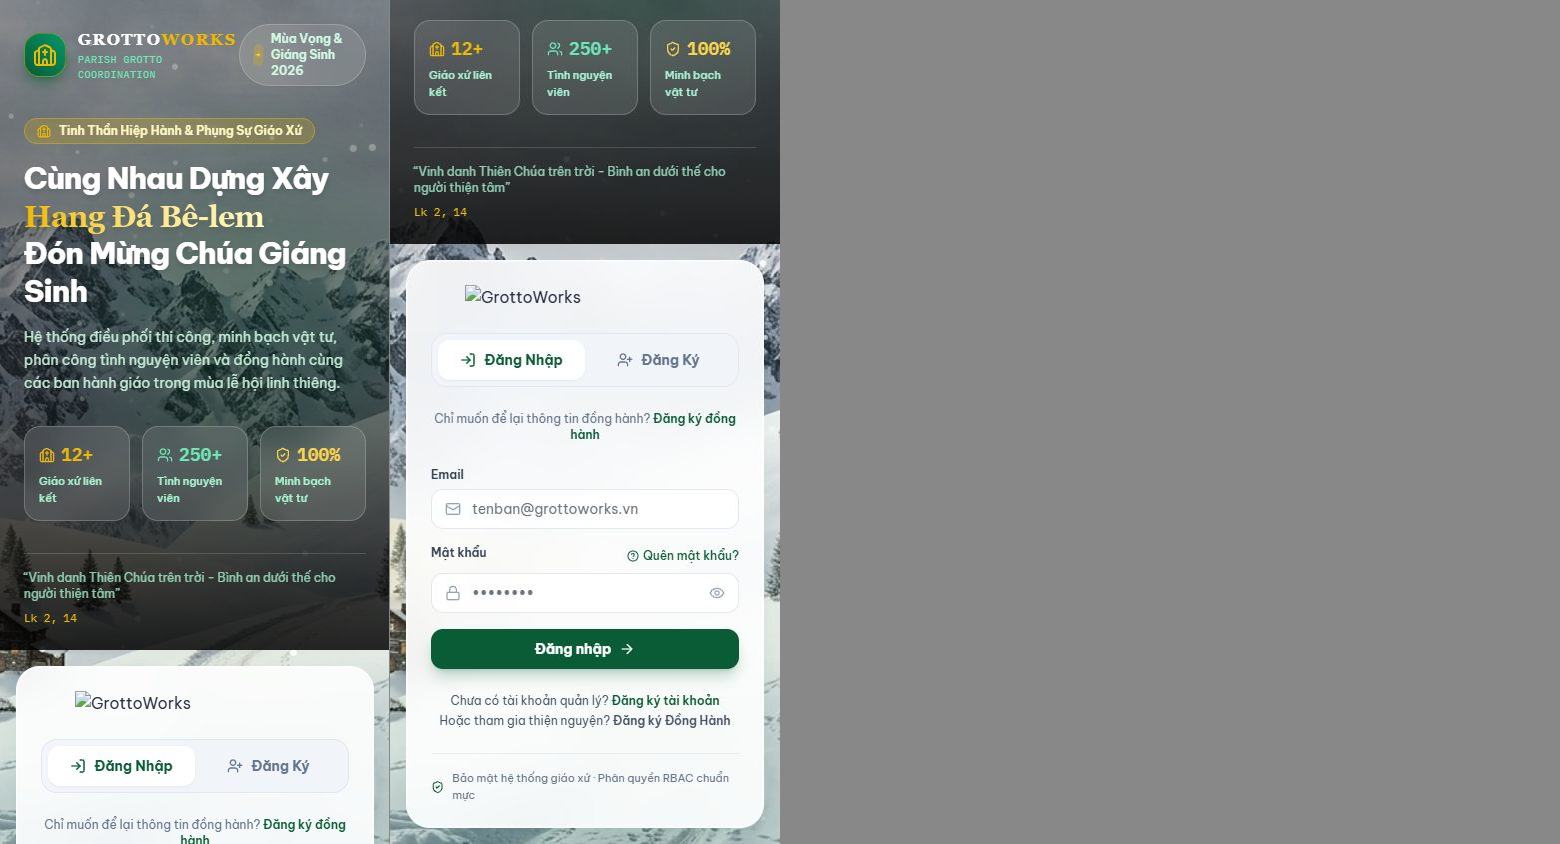 GROTTOWORKS
PARISH GROTTO
COORDINATION
Mùa Vọng &
Giáng Sinh
2026
Tinh Thần Hiệp Hành & Phụng Sự Giáo Xứ
Cùng Nhau Dựng Xây
Hang Đá Bê-lem
Đón Mừng Chúa Giáng
Sinh
Hệ thống điều phối thi công, minh bạch vật tư,
phân công tình nguyện viên và đồng hành cùng
các ban hành giáo trong mùa lễ hội linh thiêng.
12+
Giáo xứ liên
kết
250+
Tình nguyện
viên
100%
Minh bạch
vật tư
“Vinh danh Thiên Chúa trên trời – Bình an dưới thế cho
người thiện tâm”
Lk 2, 14
GrottoWorks
Đăng Nhập
Đăng Ký
Chỉ muốn để lại thông tin đồng hành? Đăng ký đồng
hành
12+
Giáo xứ liên
kết
250+
Tình nguyện
viên
100%
Minh bạch
vật tư
“Vinh danh Thiên Chúa trên trời – Bình an dưới thế cho
người thiện tâm”
Lk 2, 14
GrottoWorks
Đăng Nhập
Đăng Ký
Chỉ muốn để lại thông tin đồng hành? Đăng ký đồng
hành
Email
tenban@grottoworks.vn
Mật khẩu
Quên mật khẩu?
••••••••
Đăng nhập →
Chưa có tài khoản quản lý? Đăng ký tài khoản
Hoặc tham gia thiện nguyện? Đăng ký Đồng Hành
Bảo mật hệ thống giáo xứ · Phân quyền RBAC chuẩn
mực